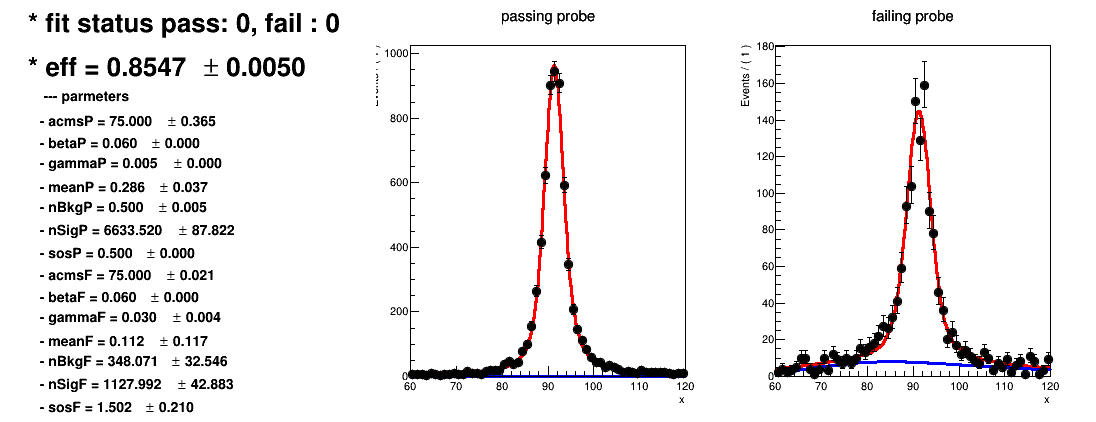 * fit status pass: 0, fail : 0
* eff = 0.8547 ± 0.0050
--- parmeters
- acmsP = 75.000 ± 0.365
- betaP = 0.060 ± 0.000
- gammaP = 0.005 ± 0.000
- meanP = 0.286 ± 0.037
- nBkgP = 0.500 ± 0.005
- nSigP = 6633.520 ± 87.822
- sosP = 0.500 ± 0.000
- acmsF = 75.000 ± 0.021
- betaF = 0.060 ± 0.000
- gammaF = 0.030 ± 0.004
- meanF = 0.112 ± 0.117
- nBkgF = 348.071 ± 32.546
- nSigF = 1127.992 ± 42.883
- sosF = 1.502 ± 0.210
passing probe
1000
800
600
400
200
0
60 70 80 90 100 110 120
x
failing probe
Events / ( 1 )
180
160
140
120
100
80
60
40
20
0
60 70 80 90 100 110 120
x